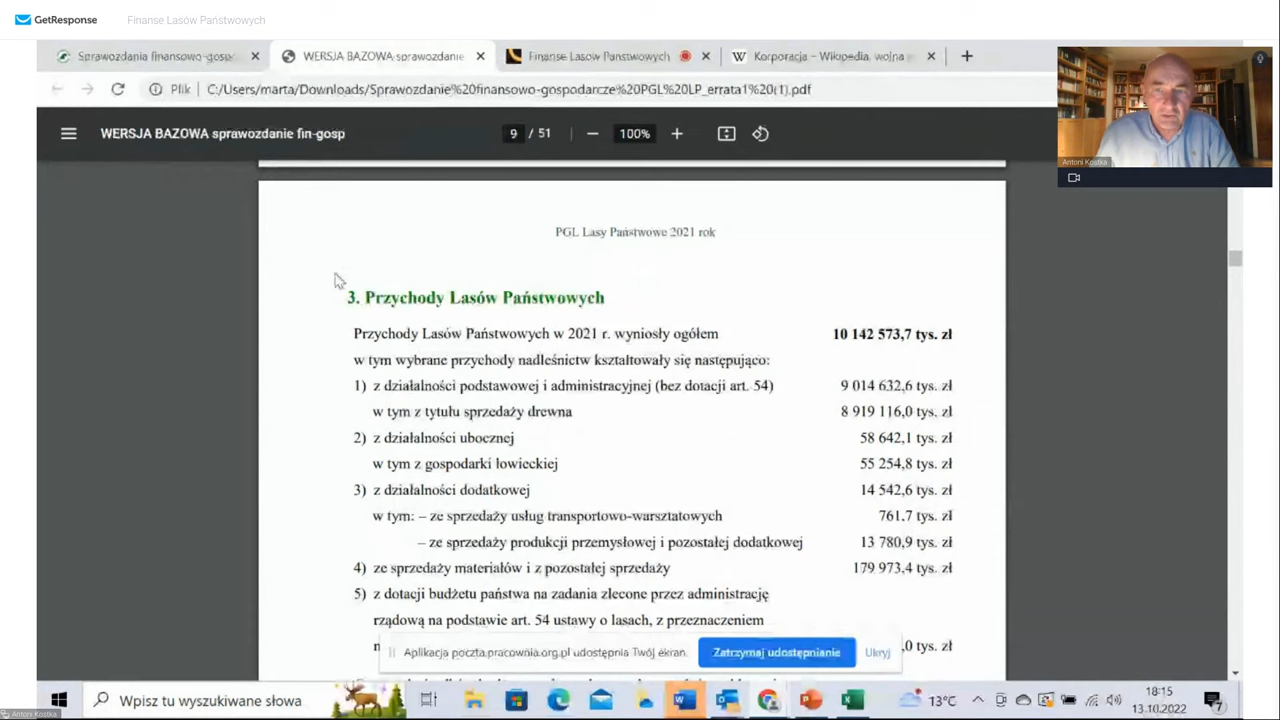 GetResponse Finanse Lasów Państwowych
Sprawozdania finansowo-gosp
WERSJA BAZOWA sprawozdanie
Finanse Lasów Państwowych
Korporacja – Wikipedia, wolna
Plik C:/Users/marta/Downloads/Sprawozdanie%20finansowo-gospodarcze%20PGL%20LP_errata1%20(1).pdf
WERSJA BAZOWA sprawozdanie fin-gosp 9 / 51 100%
Antoni Kostka
PGL Lasy Państwowe 2021 rok
3. Przychody Lasów Państwowych
Przychody Lasów Państwowych w 2021 r. wyniosły ogółem 10 142 573,7 tys. zł
w tym wybrane przychody nadleśnictw kształtowały się następująco:
1) z działalności podstawowej i administracyjnej (bez dotacji art. 54) 9 014 632,6 tys. zł
w tym z tytułu sprzedaży drewna 8 919 116,0 tys. zł
2) z działalności ubocznej 58 642,1 tys. zł
w tym z gospodarki łowieckiej 55 254,8 tys. zł
3) z działalności dodatkowej 14 542,6 tys. zł
w tym: – ze sprzedaży usług transportowo-warsztatowych 761,7 tys. zł
– ze sprzedaży produkcji przemysłowej i pozostałej dodatkowej 13 780,9 tys. zł
4) ze sprzedaży materiałów i z pozostałej sprzedaży 179 973,4 tys. zł
5) z dotacji budżetu państwa na zadania zlecone przez administrację
rządową na podstawie art. 54 ustawy o lasach, z przeznaczeniem
,0 tys. zł
Aplikacja poczta.pracownia.org.pl udostępnia Twój ekran. Zatrzymaj udostępnianie Ukryj
Wpisz tu wyszukiwane słowa
13°C
18:15
13.10.2022
7
Antoni Kostka